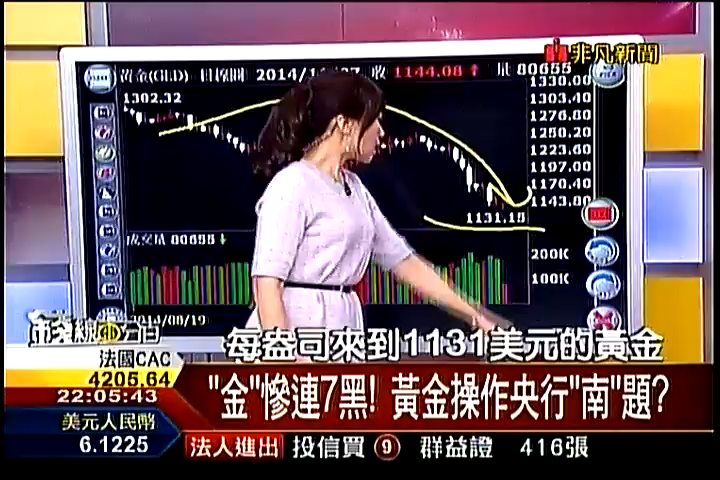 非凡新聞
黃金(GLD) 日線圖 2014/11/07 收 1144.08↑ 量 80655
1302.32
1330.00
1303.40
1276.80
1250.20
1223.60
1197.00
1170.40
1143.80
1131.15
成交量 80655↓
200K
100K
2014/08/19
錢線百分百
每盎司來到1131美元的黃金
法國CAC
4205.64
22:05:43
"金"慘連7黑! 黃金操作央行"南"題?
美元人民幣
6.1225
法人進出 投信買 9 群益證 416張